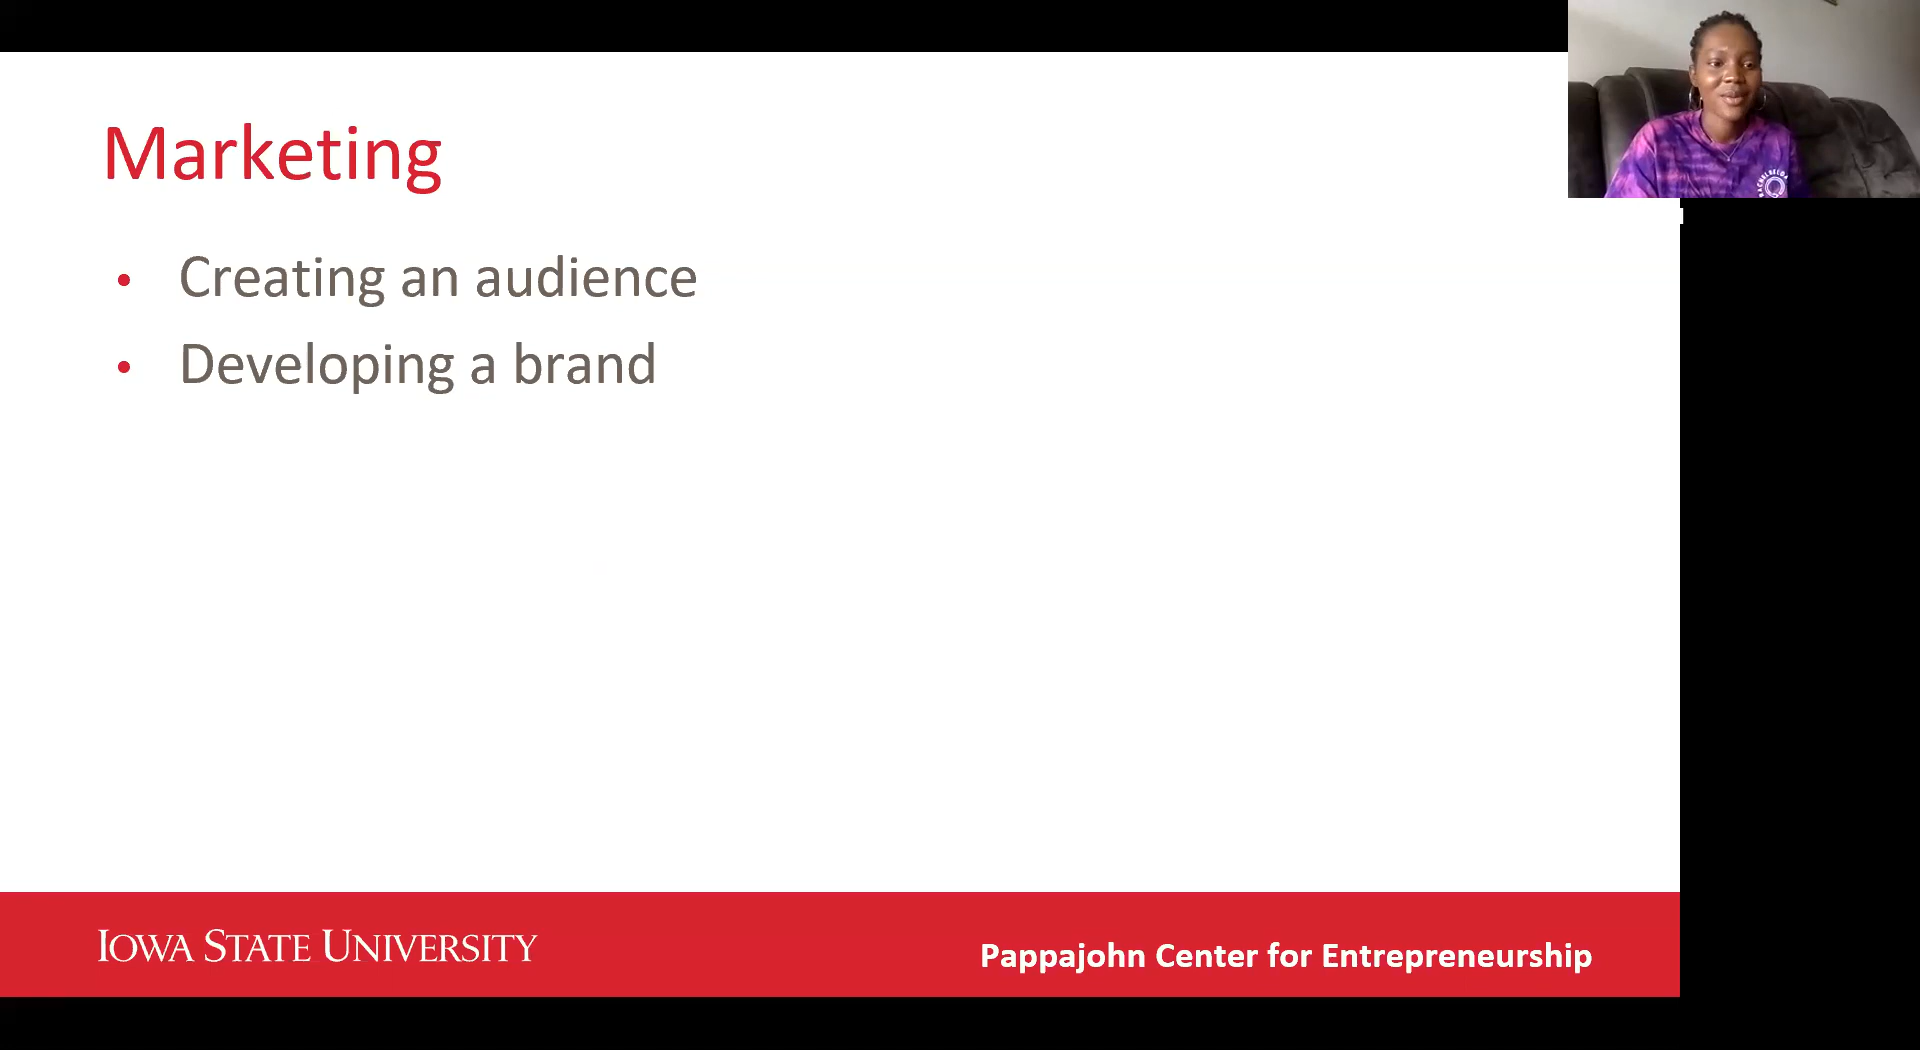 Marketing
• Creating an audience
• Developing a brand
IOWA STATE UNIVERSITY
Pappajohn Center for Entrepreneurship